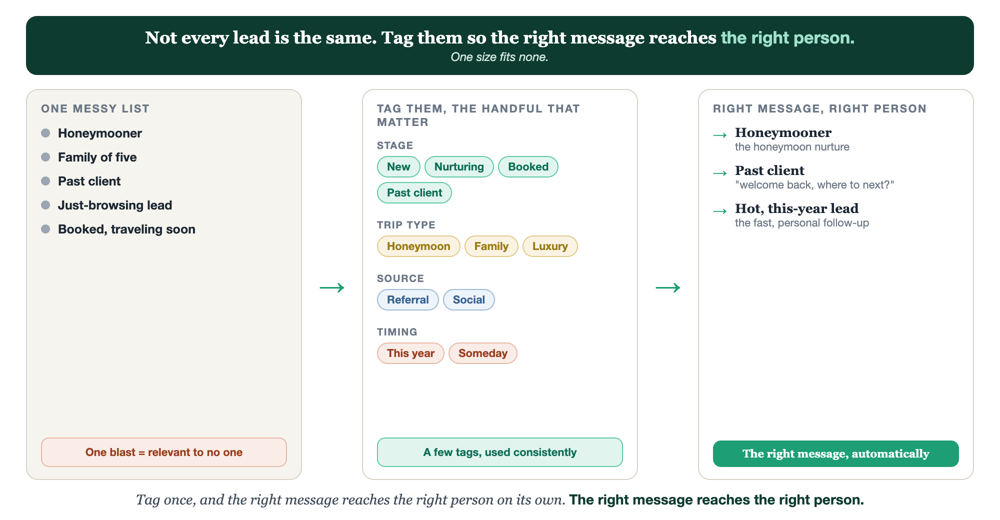 Not every lead is the same. Tag them so the right message reaches the right person.
One size fits none.
ONE MESSY LIST
Honeymooner
Family of five
Past client
Just-browsing lead
Booked, traveling soon
One blast = relevant to no one
→
TAG THEM, THE HANDFUL THAT
MATTER
STAGE
New Nurturing Booked
Past client
TRIP TYPE
Honeymoon Family Luxury
SOURCE
Referral Social
TIMING
This year Someday
A few tags, used consistently
→
RIGHT MESSAGE, RIGHT PERSON
→ Honeymooner
the honeymoon nurture
→ Past client
"welcome back, where to next?"
→ Hot, this-year lead
the fast, personal follow-up
The right message, automatically
Tag once, and the right message reaches the right person on its own. The right message reaches the right person.